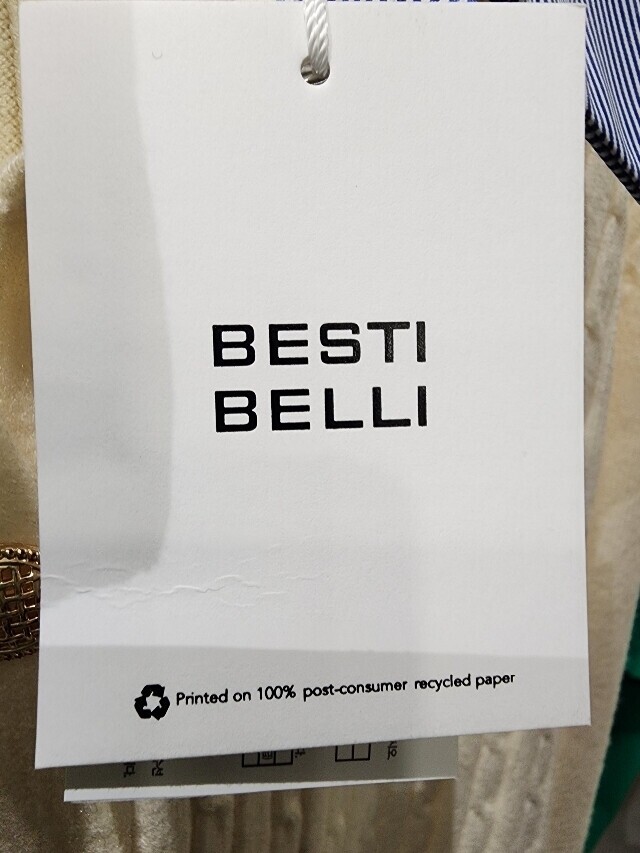 BESTI
BELLI
Printed on 100% post-consumer recycled paper